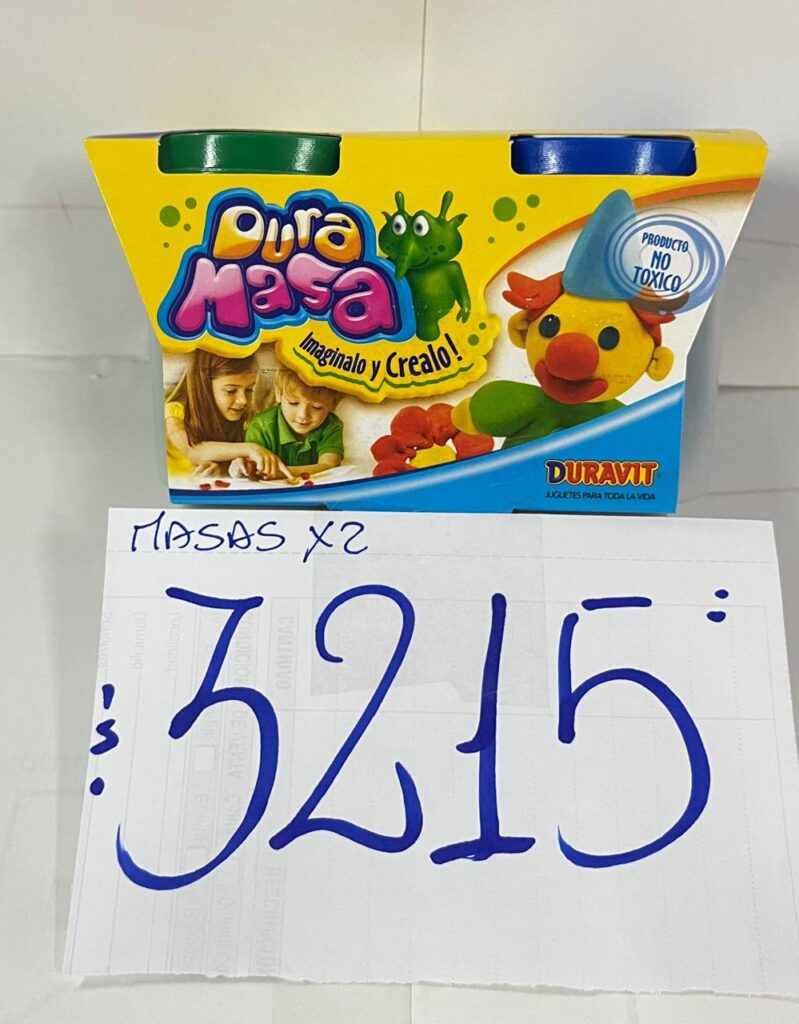 Dura
Masa
Imaginalo y Crealo!
PRODUCTO
NO
TOXICO
DURAVIT
JUGUETES PARA TODA LA VIDA
MASAS X2
$ 3215